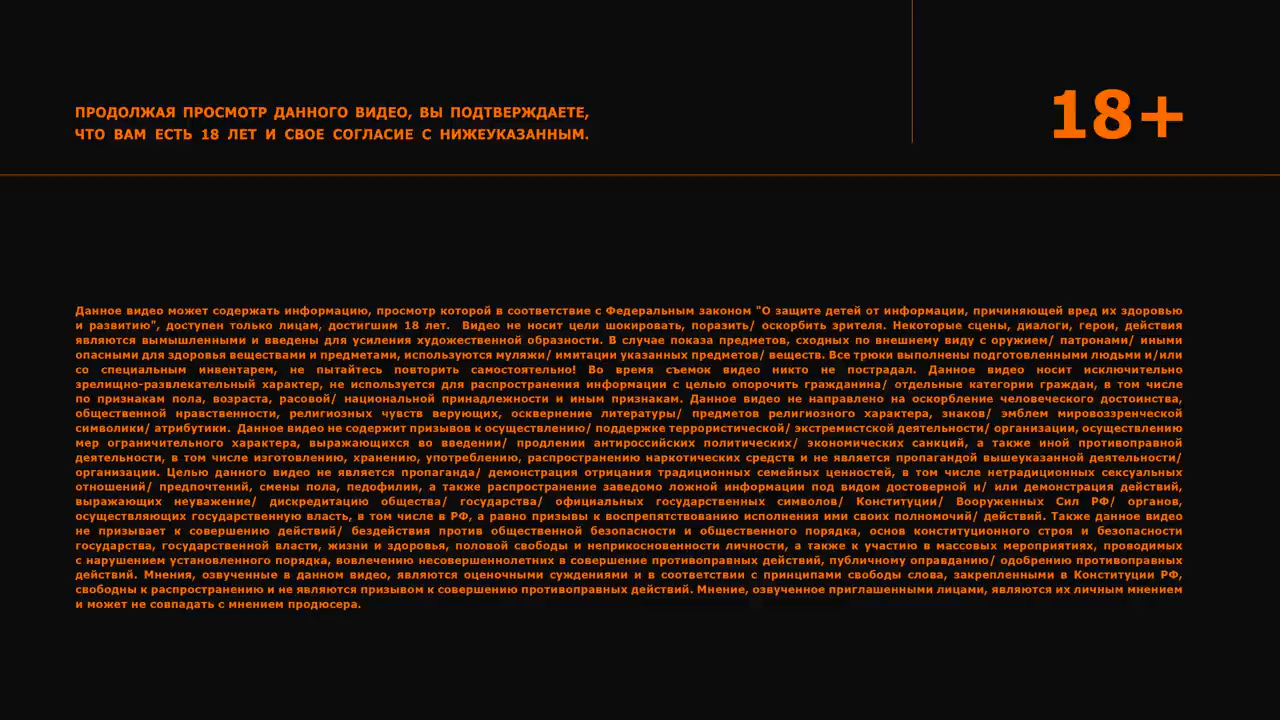 ПРОДОЛЖАЯ ПРОСМОТР ДАННОГО ВИДЕО, ВЫ ПОДТВЕРЖДАЕТЕ,
ЧТО ВАМ ЕСТЬ 18 ЛЕТ И СВОЕ СОГЛАСИЕ С НИЖЕУКАЗАННЫМ.
18+
Данное видео может содержать информацию, просмотр которой в соответствие с Федеральным законом "О защите детей от информации, причиняющей вред их здоровью
и развитию", доступен только лицам, достигшим 18 лет. Видео не носит цели шокировать, поразить/ оскорбить зрителя. Некоторые сцены, диалоги, герои, действия
являются вымышленными и введены для усиления художественной образности. В случае показа предметов, сходных по внешнему виду с оружием/ патронами/ иными
опасными для здоровья веществами и предметами, используются муляжи/ имитации указанных предметов/ веществ. Все трюки выполнены подготовленными людьми и/или
со специальным инвентарем, не пытайтесь повторить самостоятельно! Во время съемок видео никто не пострадал. Данное видео носит исключительно
зрелищно-развлекательный характер, не используется для распространения информации с целью опорочить гражданина/ отдельные категории граждан, в том числе
по признакам пола, возраста, расовой/ национальной принадлежности и иным признакам. Данное видео не направлено на оскорбление человеческого достоинства,
общественной нравственности, религиозных чувств верующих, осквернение литературы/ предметов религиозного характера, знаков/ эмблем мировоззренческой
символики/ атрибутики. Данное видео не содержит призывов к осуществлению/ поддержке террористической/ экстремистской деятельности/ организации, осуществлению
мер ограничительного характера, выражающихся во введении/ продлении антироссийских политических/ экономических санкций, а также иной противоправной
деятельности, в том числе изготовлению, хранению, употреблению, распространению наркотических средств и не является пропагандой вышеуказанной деятельности/
организации. Целью данного видео не является пропаганда/ демонстрация отрицания традиционных семейных ценностей, в том числе нетрадиционных сексуальных
отношений/ предпочтений, смены пола, педофилии, а также распространение заведомо ложной информации под видом достоверной и/ или демонстрация действий,
выражающих неуважение/ дискредитацию общества/ государства/ официальных государственных символов/ Конституции/ Вооруженных Сил РФ/ органов,
осуществляющих государственную власть, в том числе в РФ, а равно призывы к воспрепятствованию исполнения ими своих полномочий/ действий. Также данное видео
не призывает к совершению действий/ бездействия против общественной безопасности и общественного порядка, основ конституционного строя и безопасности
государства, государственной власти, жизни и здоровья, половой свободы и неприкосновенности личности, а также к участию в массовых мероприятиях, проводимых
с нарушением установленного порядка, вовлечению несовершеннолетних в совершение противоправных действий, публичному оправданию/ одобрению противоправных
действий. Мнения, озвученные в данном видео, являются оценочными суждениями и в соответствии с принципами свободы слова, закрепленными в Конституции РФ,
свободны к распространению и не являются призывом к совершению противоправных действий. Мнение, озвученное приглашенными лицами, являются их личным мнением
и может не совпадать с мнением продюсера.